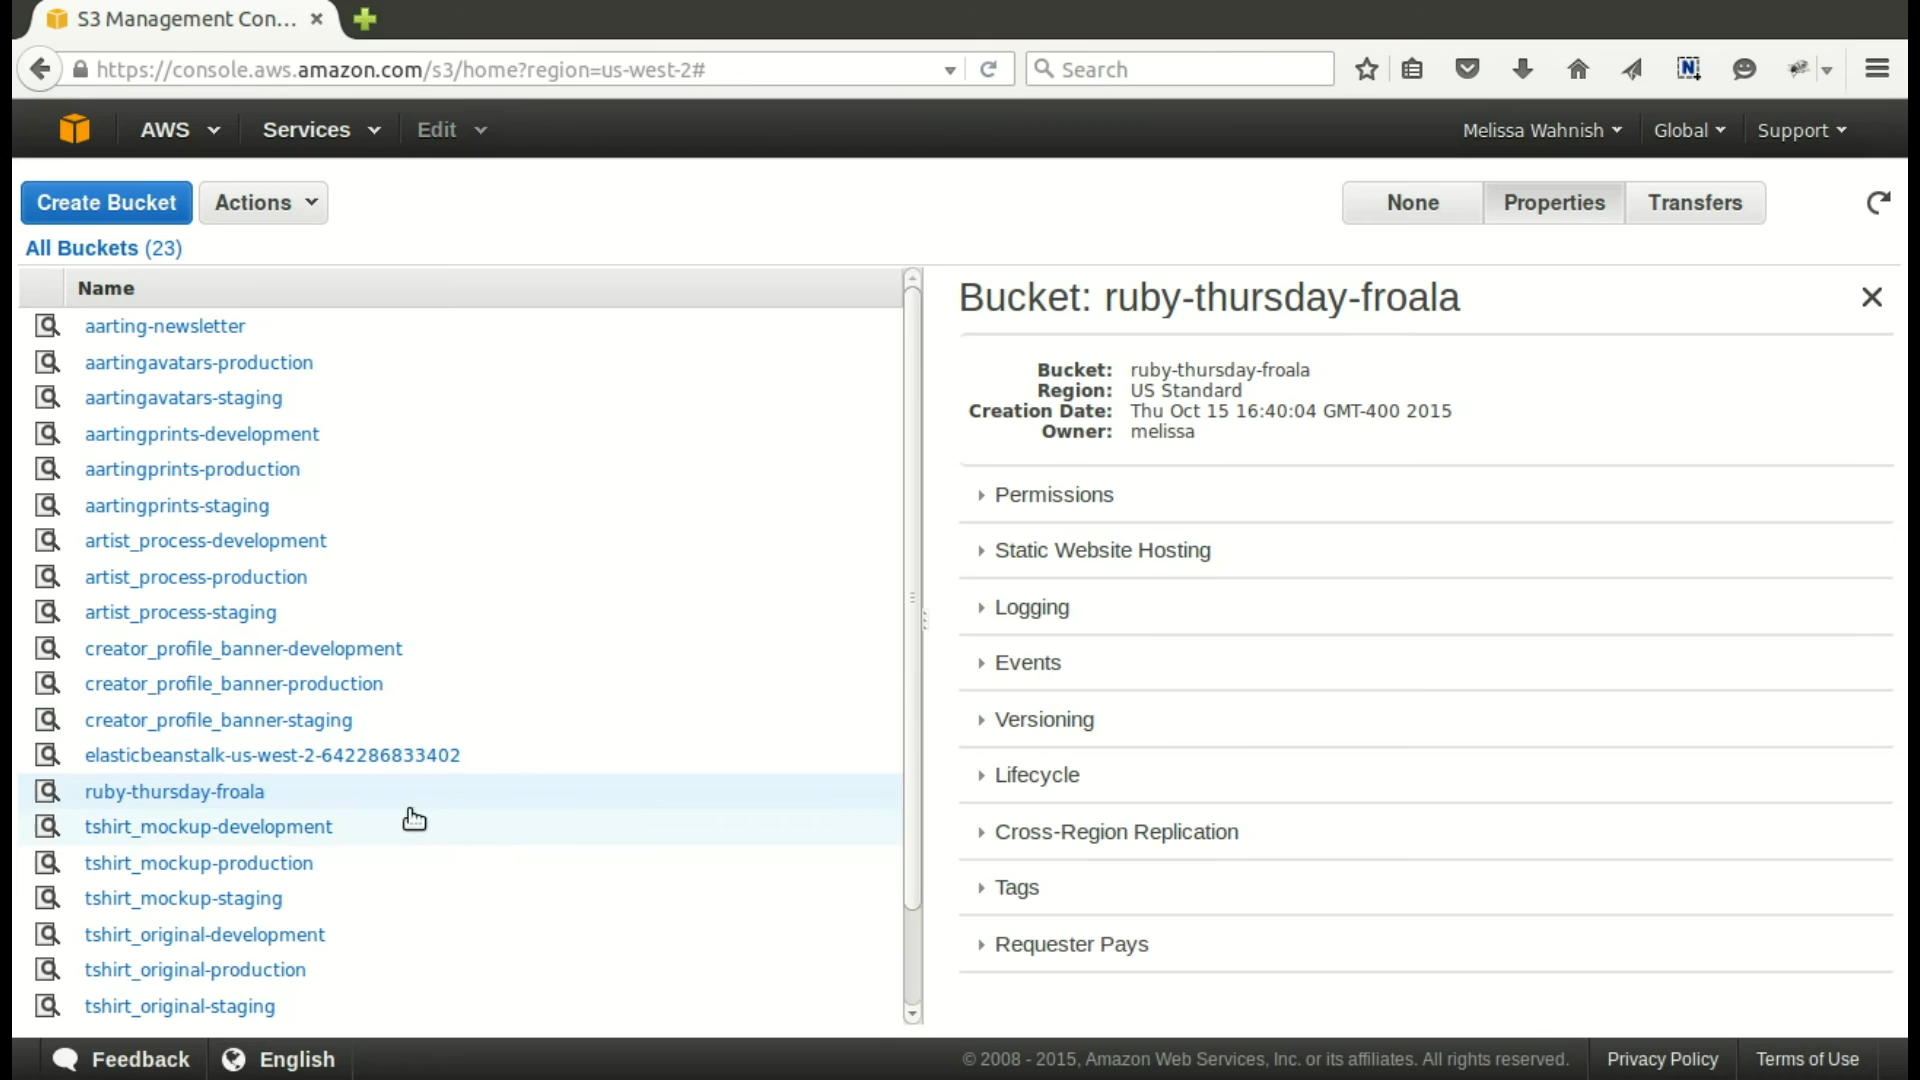 S3 Management Con...
https://console.aws.amazon.com/s3/home?region=us-west-2#
Search
AWS
Services
Edit
Melissa Wahnish
Global
Support
Create Bucket
Actions
None
Properties
Transfers
All Buckets (23)
Name
aarting-newsletter
aartingavatars-production
aartingavatars-staging
aartingprints-development
aartingprints-production
aartingprints-staging
artist_process-development
artist_process-production
artist_process-staging
creator_profile_banner-development
creator_profile_banner-production
creator_profile_banner-staging
elasticbeanstalk-us-west-2-642286833402
ruby-thursday-froala
tshirt_mockup-development
tshirt_mockup-production
tshirt_mockup-staging
tshirt_original-development
tshirt_original-production
tshirt_original-staging
Bucket: ruby-thursday-froala
Bucket: ruby-thursday-froala
Region: US Standard
Creation Date: Thu Oct 15 16:40:04 GMT-400 2015
Owner: melissa
Permissions
Static Website Hosting
Logging
Events
Versioning
Lifecycle
Cross-Region Replication
Tags
Requester Pays
Feedback
English
© 2008 - 2015, Amazon Web Services, Inc. or its affiliates. All rights reserved.
Privacy Policy
Terms of Use